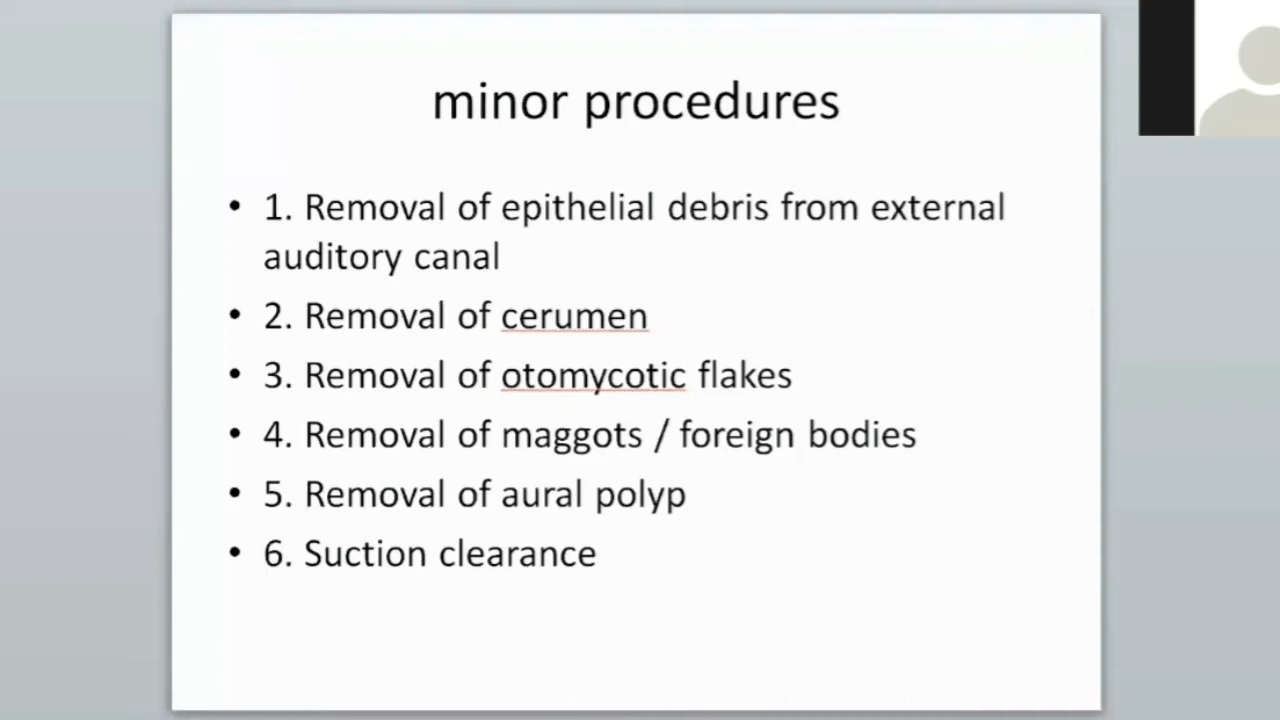 minor procedures
• 1. Removal of epithelial debris from external
auditory canal
• 2. Removal of cerumen
• 3. Removal of otomycotic flakes
• 4. Removal of maggots / foreign bodies
• 5. Removal of aural polyp
• 6. Suction clearance